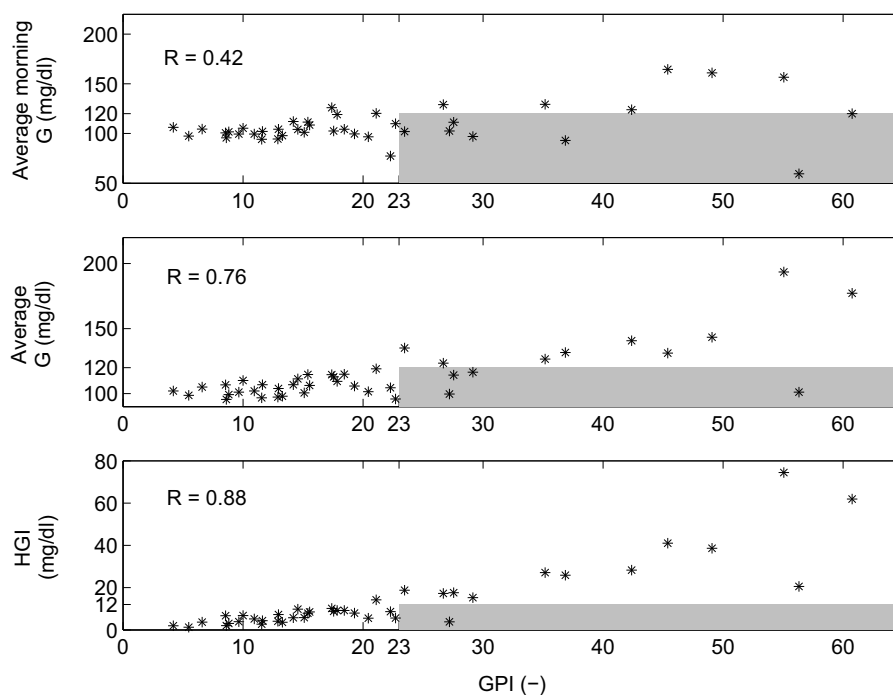 200
R = 0.42
150
120
100
50
0 10 20 23 30 40 50 60
Average morning
G (mg/dl)
200
R = 0.76
150
120
100
0 10 20 23 30 40 50 60
Average
G (mg/dl)
80
R = 0.88
60
40
20
12
0
0 10 20 23 30 40 50 60
HGI
(mg/dl)
GPI (−)